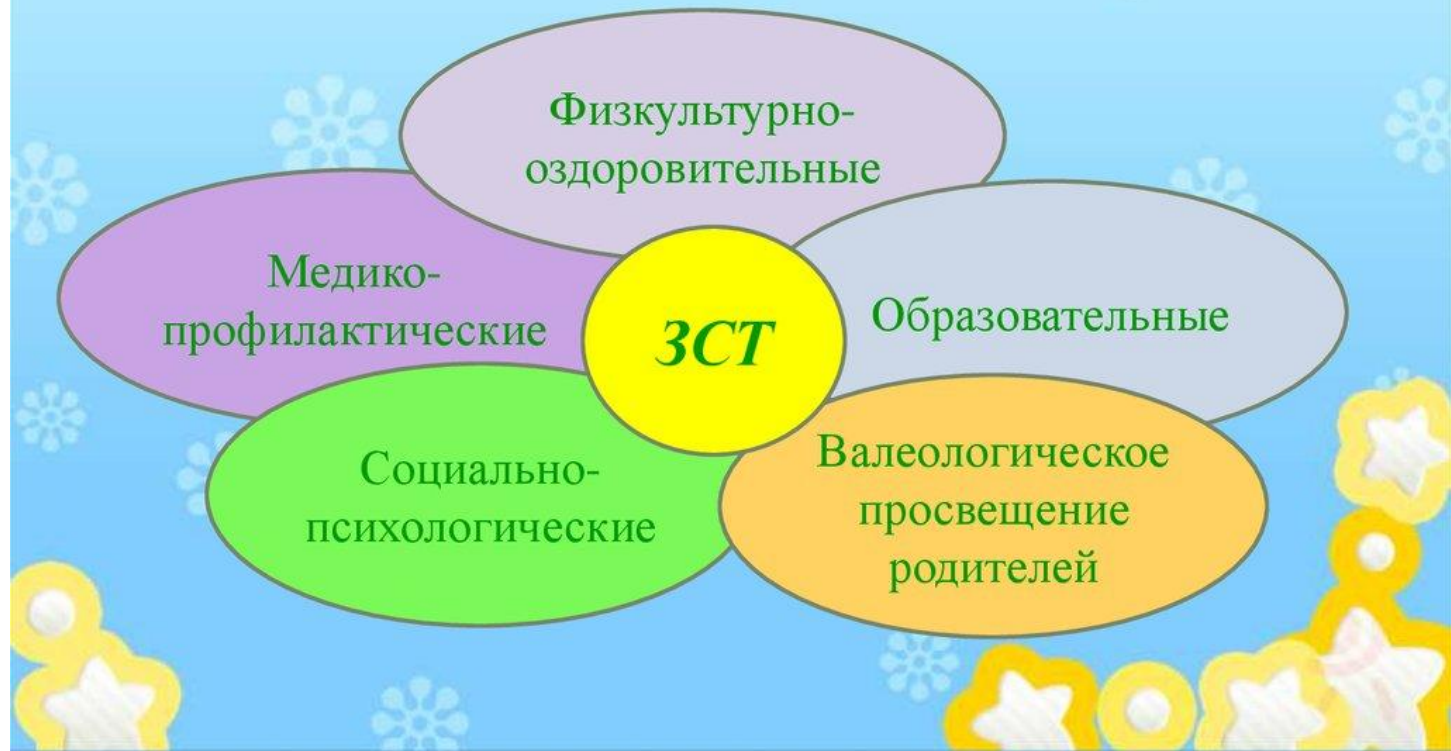 Физкультурно-
оздоровительные
Медико-
профилактические
ЗСТ
Образовательные
Социально-
психологические
Валеологическое
просвещение
родителей